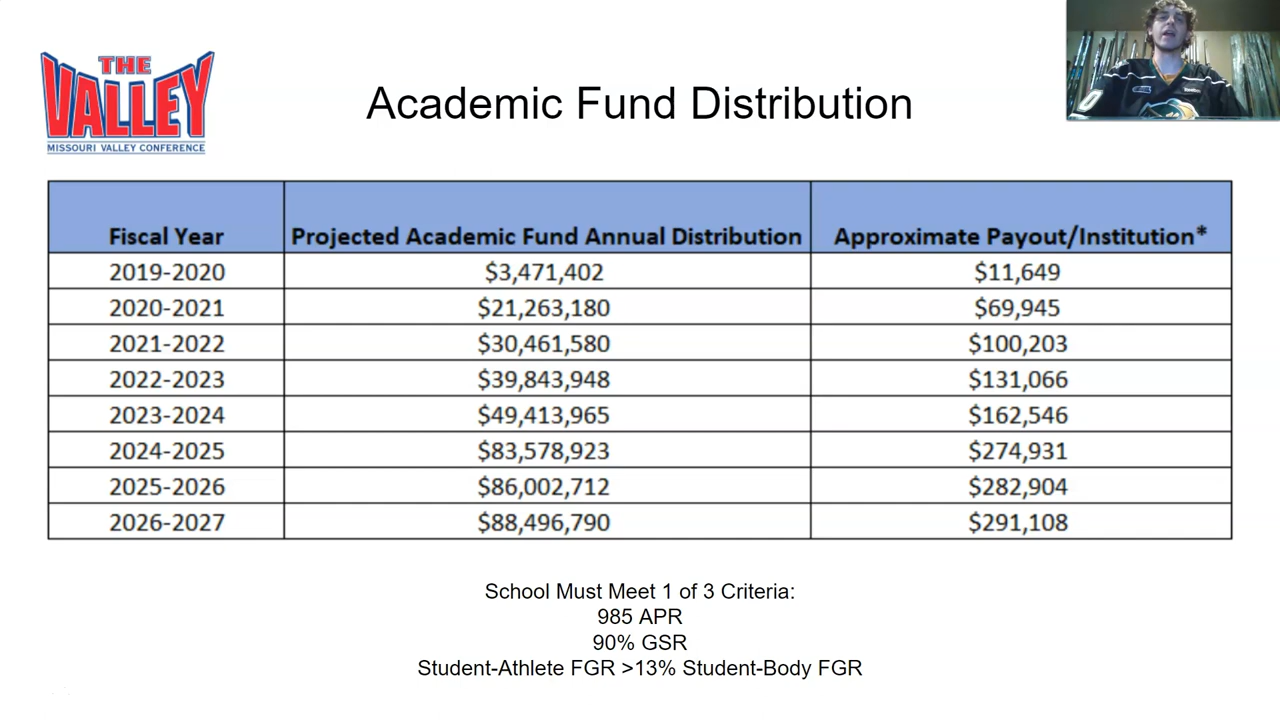 THE
VALLEY
MISSOURI VALLEY CONFERENCE
Academic Fund Distribution
0
Reebok
Fiscal Year Projected Academic Fund Annual Distribution Approximate Payout/Institution*
2019-2020 $3,471,402 $11,649
2020-2021 $21,263,180 $69,945
2021-2022 $30,461,580 $100,203
2022-2023 $39,843,948 $131,066
2023-2024 $49,413,965 $162,546
2024-2025 $83,578,923 $274,931
2025-2026 $86,002,712 $282,904
2026-2027 $88,496,790 $291,108
School Must Meet 1 of 3 Criteria:
985 APR
90% GSR
Student-Athlete FGR >13% Student-Body FGR